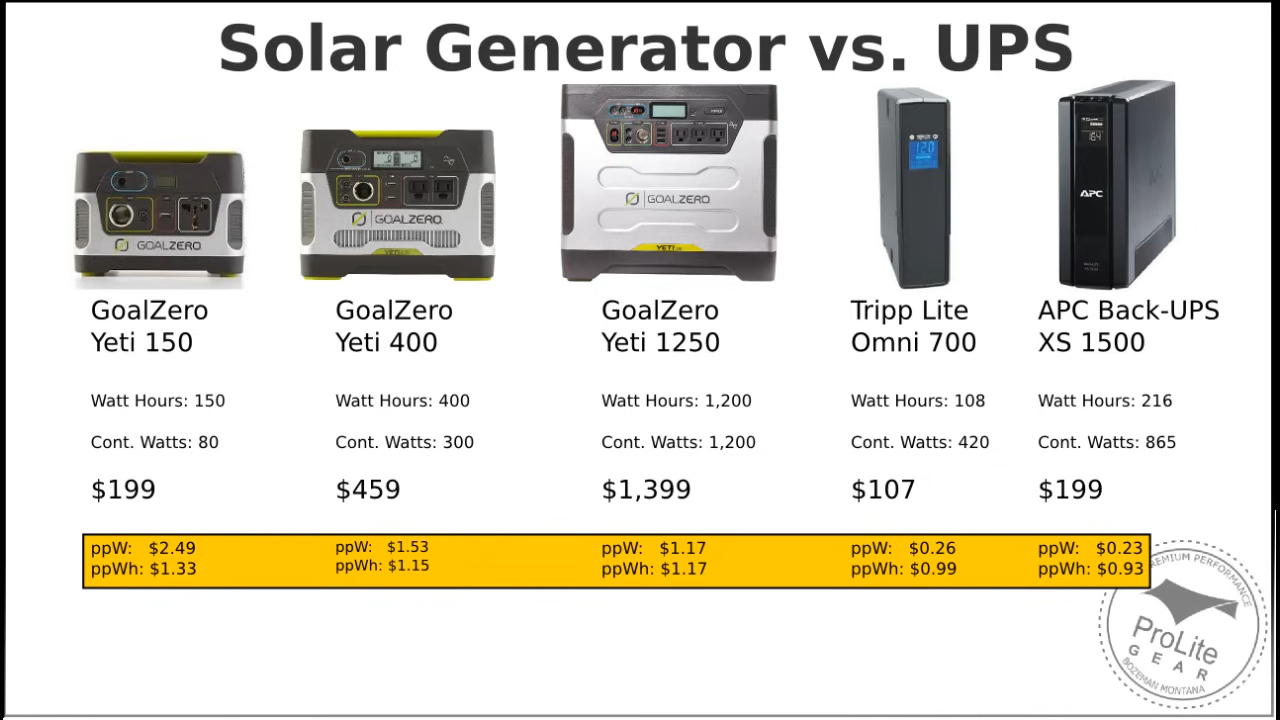 Solar Generator vs. UPS
GOALZERO.
GOALZERO.
YETI
GOALZERO.
YETI
120
APC
GoalZero
Yeti 150
Watt Hours: 150
Cont. Watts: 80
$199
ppW: $2.49
ppWh: $1.33
GoalZero
Yeti 400
Watt Hours: 400
Cont. Watts: 300
$459
ppW: $1.53
ppWh: $1.15
GoalZero
Yeti 1250
Watt Hours: 1,200
Cont. Watts: 1,200
$1,399
ppW: $1.17
ppWh: $1.17
Tripp Lite
Omni 700
Watt Hours: 108
Cont. Watts: 420
$107
ppW: $0.26
ppWh: $0.99
APC Back-UPS
XS 1500
Watt Hours: 216
Cont. Watts: 865
$199
ppW: $0.23
ppWh: $0.93
PREMIUM PERFORMANCE
ProLite
GEAR
BOZEMAN MONTANA